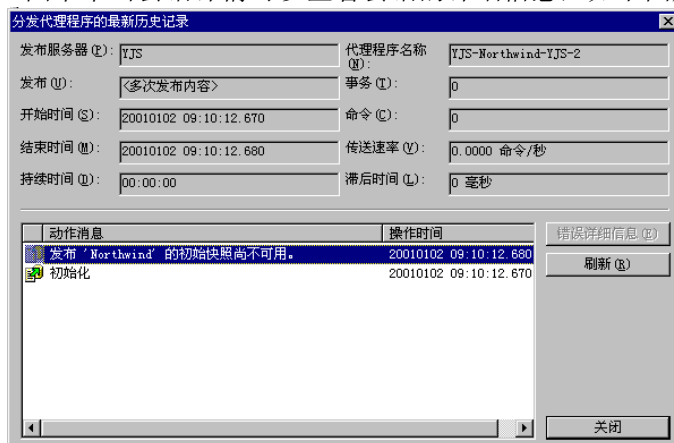 分发代理程序的最新历史记录
发布服务器(P): YJS
代理程序名称(N): YJS-Northwind-YJS-2
发布(U): <多次发布内容>
事务(T): 0
开始时间(S): 20010102 09:10:12.670
命令(C): 0
结束时间(M): 20010102 09:10:12.680
传送速率(V): 0.0000 命令/秒
持续时间(D): 00:00:00
滞后时间(L): 0 毫秒
动作消息 操作时间
错误详细信息(E)
发布 'Northwind' 的初始快照尚不可用。 20010102 09:10:12.680
刷新(R)
初始化 20010102 09:10:12.670
关闭